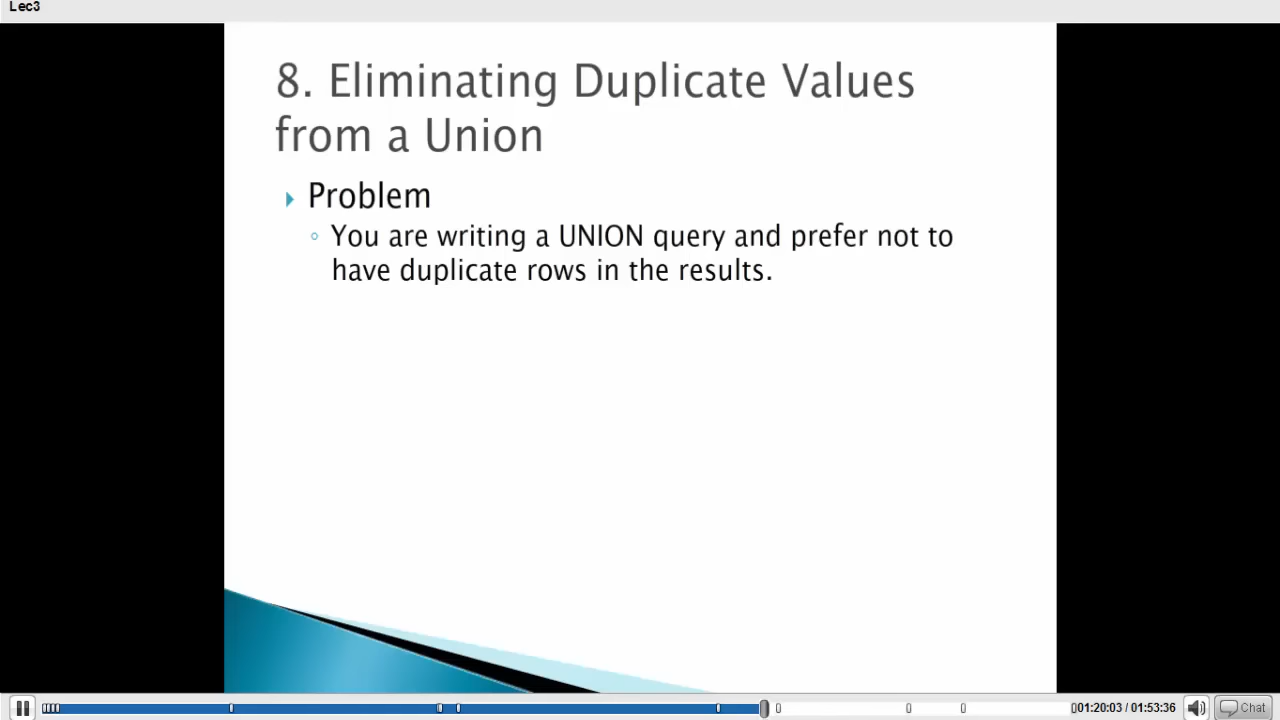 Lec3
8. Eliminating Duplicate Values
from a Union
Problem
You are writing a UNION query and prefer not to
have duplicate rows in the results.
01:20:03 / 01:53:36
Chat